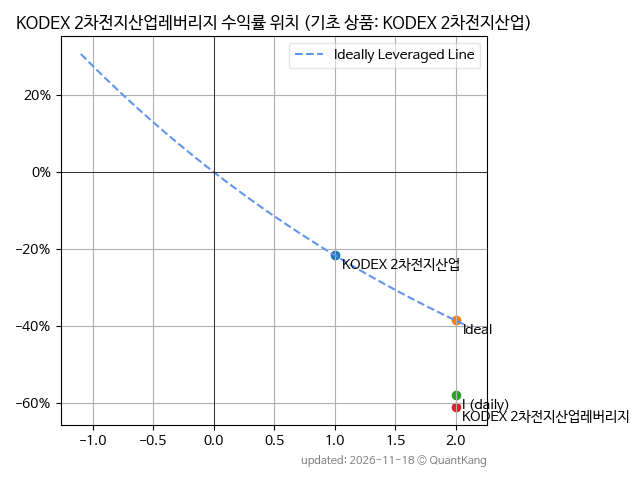 KODEX 2차전지산업레버리지 수익률 위치 (기초 상품: KODEX 2차전지산업)
Ideally Leveraged Line
20%
0%
−20%
−40%
−60%
KODEX 2차전지산업
Ideal
l (daily)
KODEX 2차전지산업레버리지
−1.0
−0.5
0.0
0.5
1.0
1.5
2.0
updated: 2026-11-18 © QuantKang